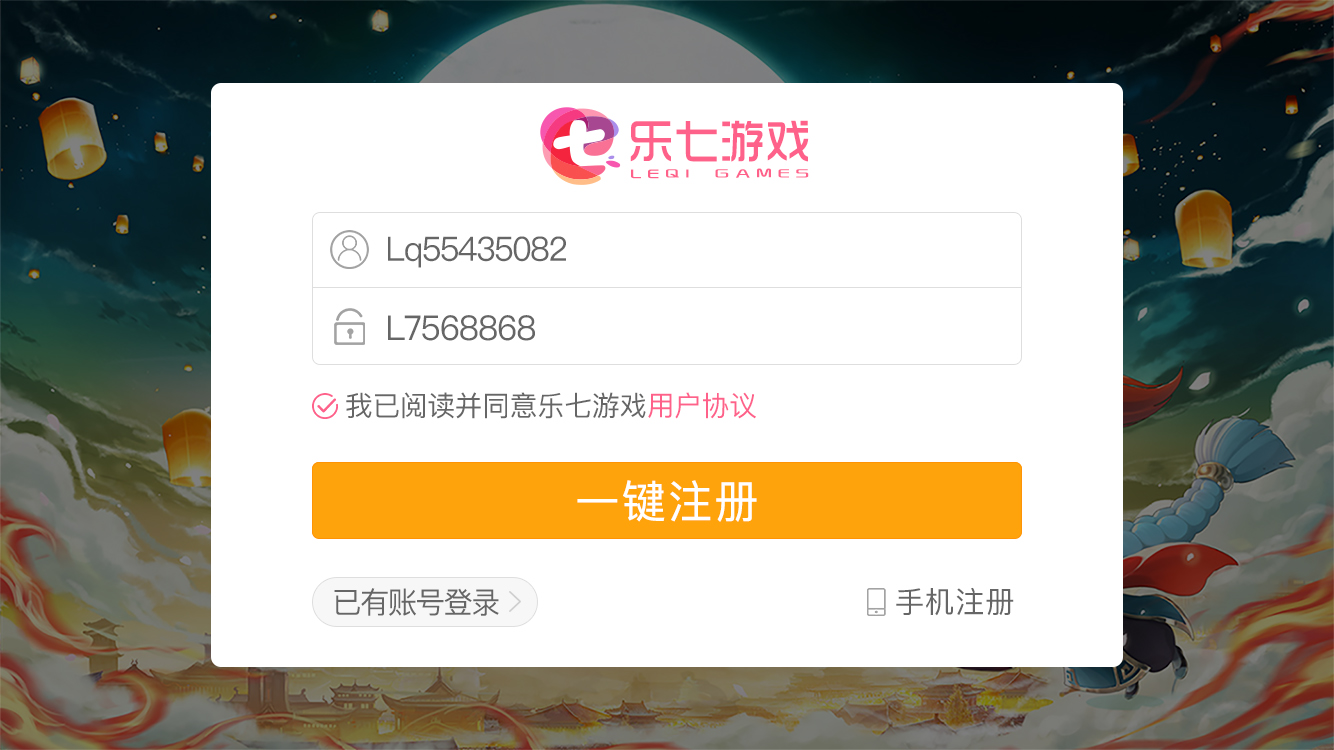 乐七游戏
LEQI GAMES
Lq55435082
L7568868
我已阅读并同意乐七游戏用户协议
一键注册
已有账号登录
手机注册